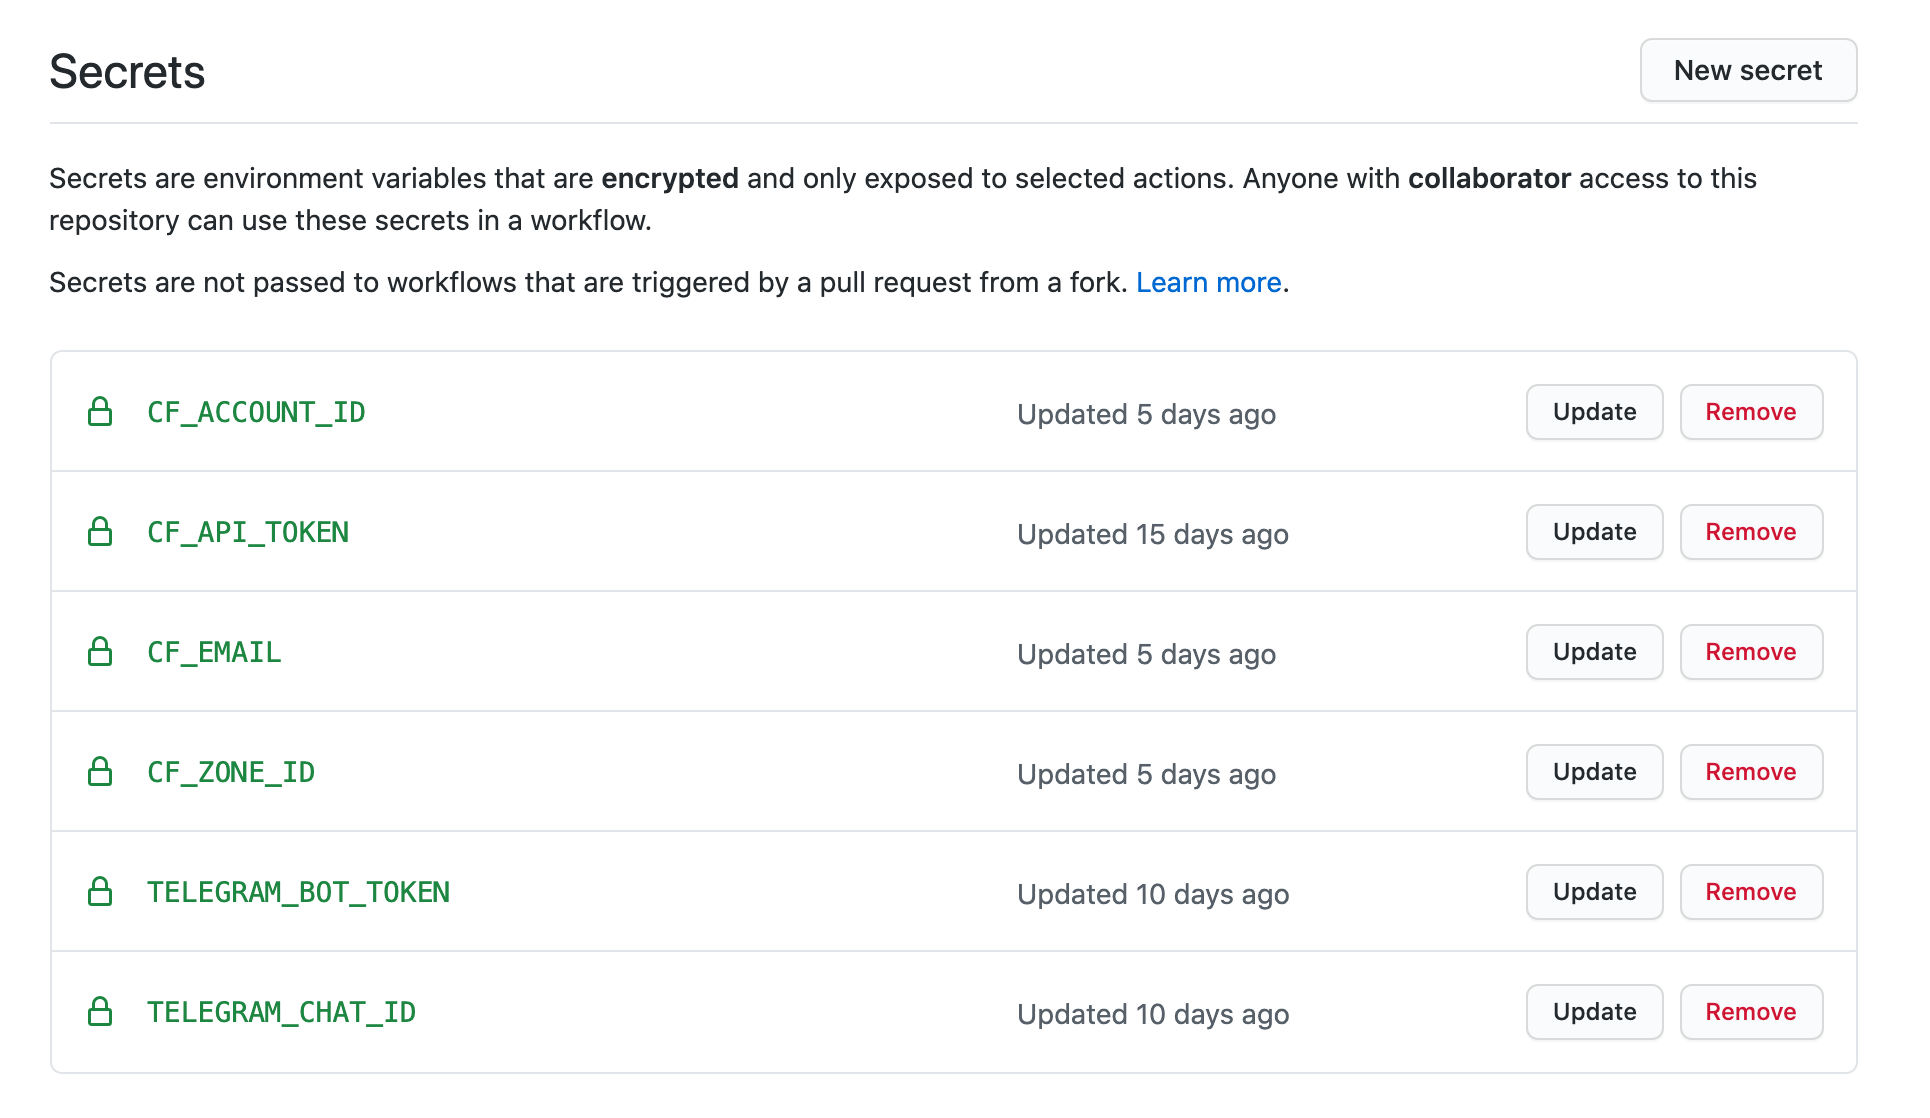 Secrets
New secret
Secrets are environment variables that are encrypted and only exposed to selected actions. Anyone with collaborator access to this
repository can use these secrets in a workflow.
Secrets are not passed to workflows that are triggered by a pull request from a fork. Learn more.
CF_ACCOUNT_ID Updated 5 days ago Update Remove
CF_API_TOKEN Updated 15 days ago Update Remove
CF_EMAIL Updated 5 days ago Update Remove
CF_ZONE_ID Updated 5 days ago Update Remove
TELEGRAM_BOT_TOKEN Updated 10 days ago Update Remove
TELEGRAM_CHAT_ID Updated 10 days ago Update Remove